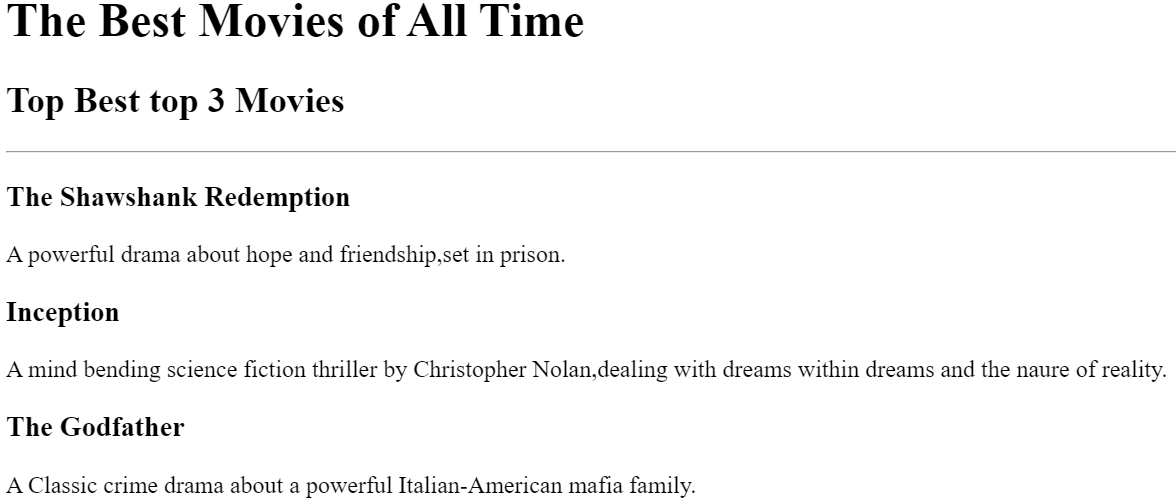 The Best Movies of All Time
Top Best top 3 Movies
The Shawshank Redemption
A powerful drama about hope and friendship,set in prison.
Inception
A mind bending science fiction thriller by Christopher Nolan,dealing with dreams within dreams and the naure of reality.
The Godfather
A Classic crime drama about a powerful Italian-American mafia family.